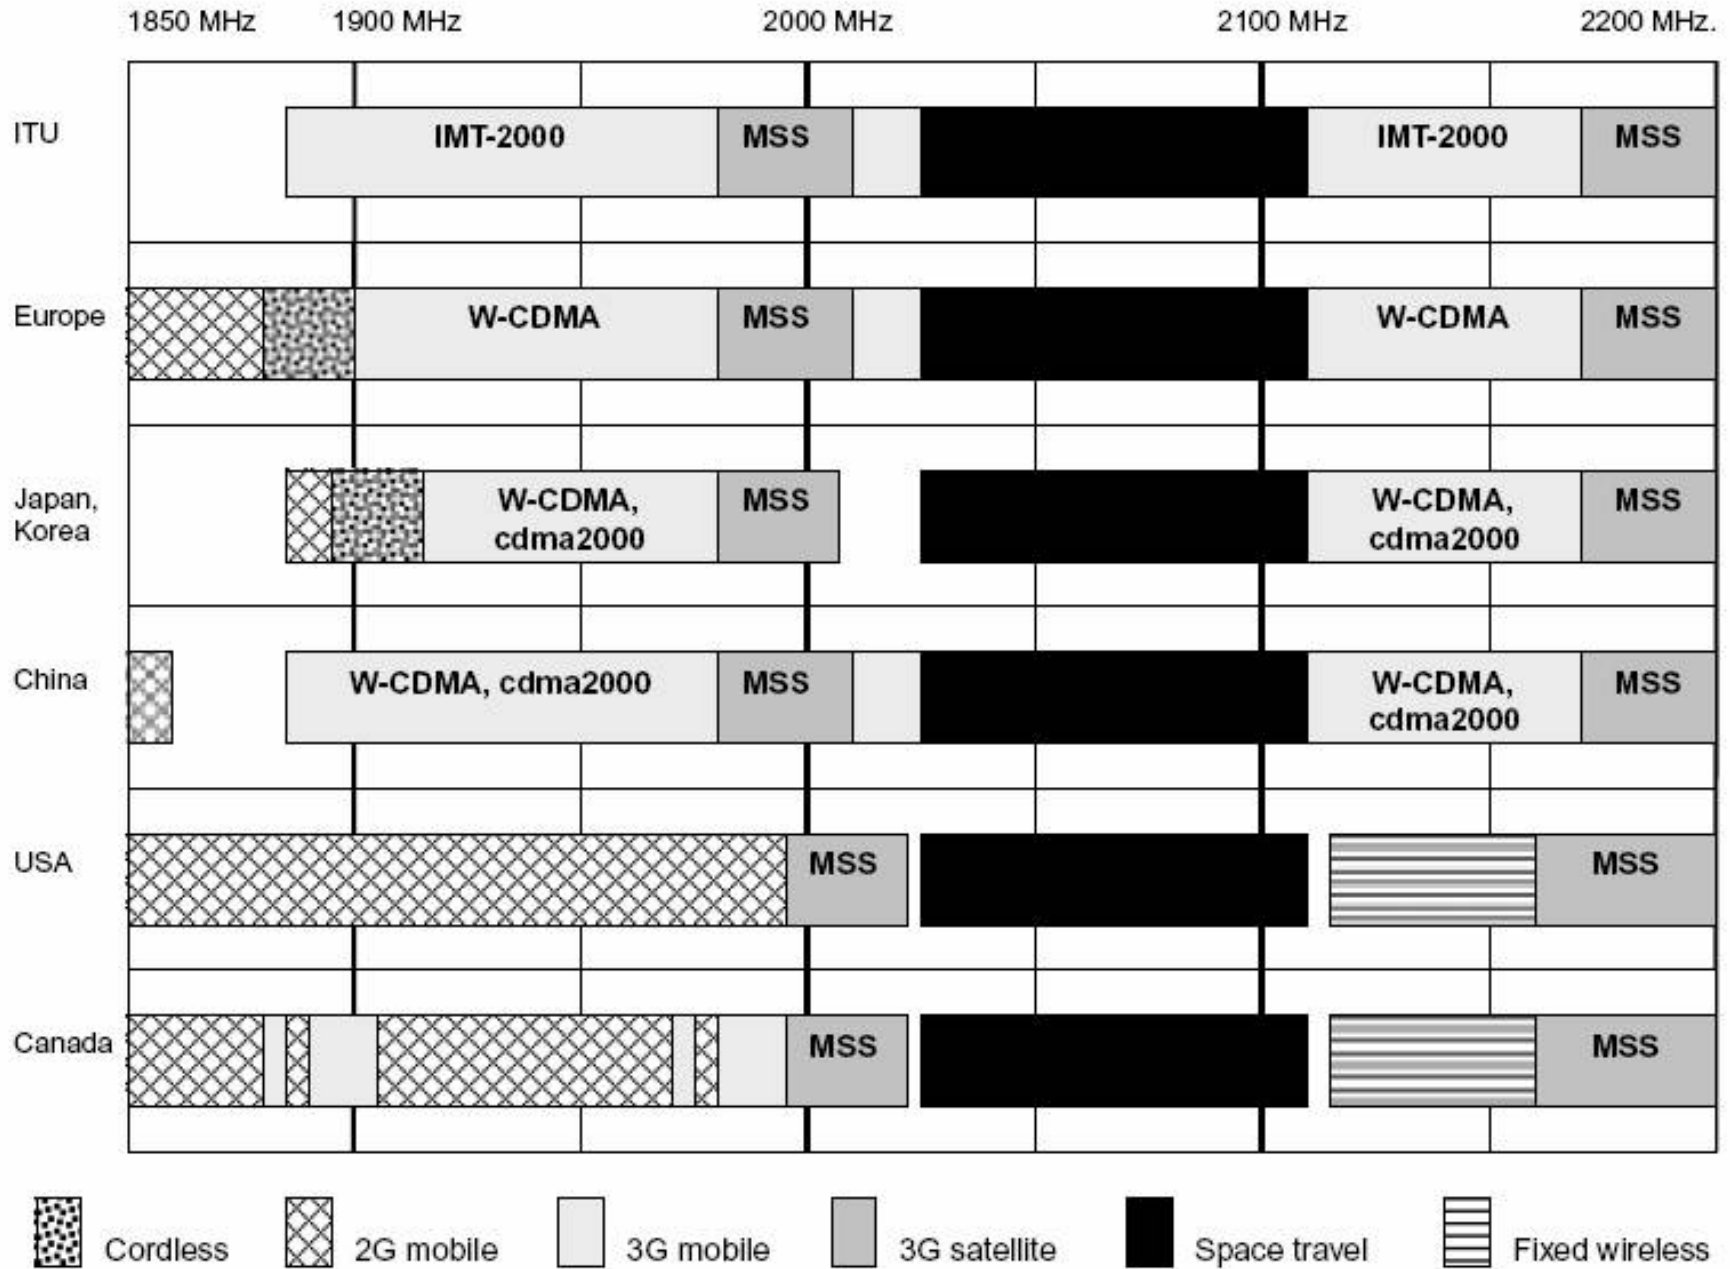 1850 MHz 1900 MHz 2000 MHz 2100 MHz 2200 MHz.
ITU IMT-2000 MSS IMT-2000 MSS
Europe W-CDMA MSS W-CDMA MSS
Japan, W-CDMA, MSS W-CDMA, MSS
Korea cdma2000 cdma2000
China W-CDMA, cdma2000 MSS W-CDMA, MSS
cdma2000
USA MSS MSS
Canada MSS MSS
Cordless 2G mobile 3G mobile 3G satellite Space travel Fixed wireless